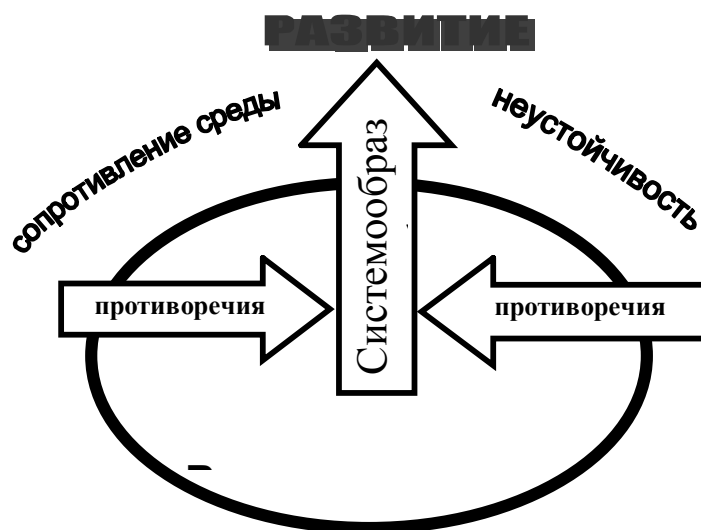 РАЗВИТИЕ
сопротивление среды
неустойчивость
Системообраз
противоречия
противоречия